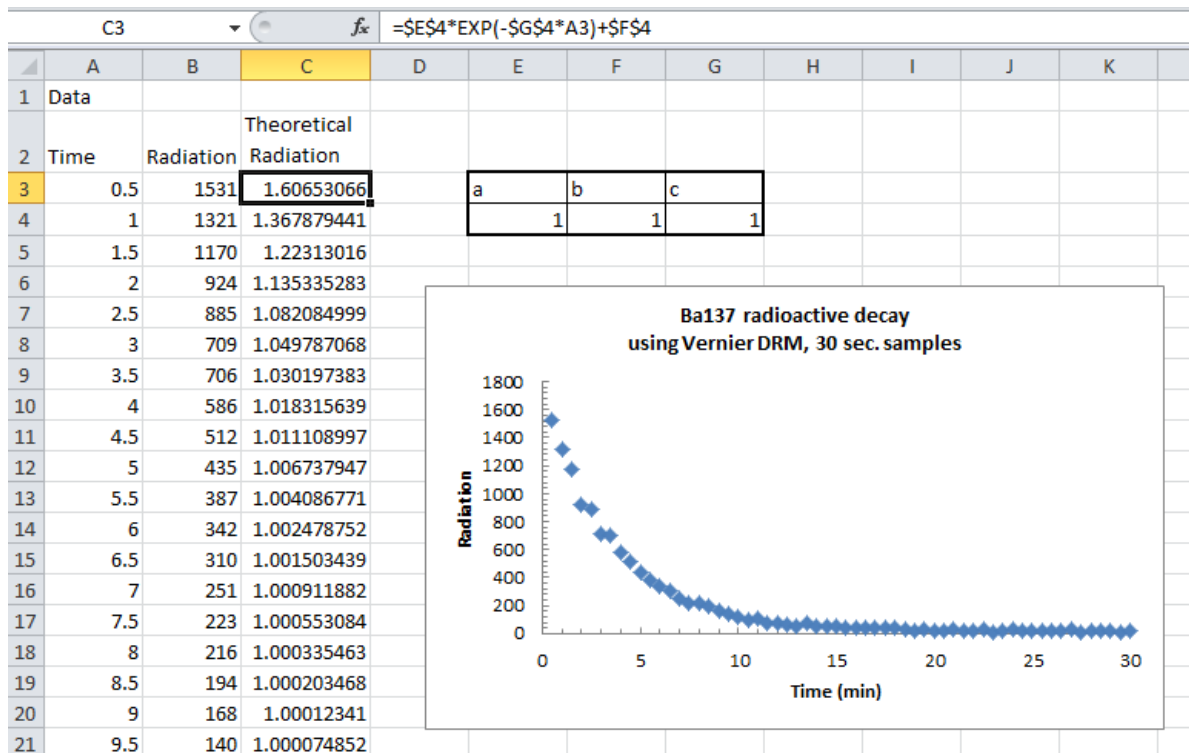 C3 fx =$E$4*EXP(-$G$4*A3)+$F$4
A B C D E F G H I J K
1 Data
Theoretical
2 Time Radiation Radiation
3 0.5 1531 1.60653066 a b c
4 1 1321 1.367879441 1 1 1
5 1.5 1170 1.22313016
6 2 924 1.135335283
7 2.5 885 1.082084999
8 3 709 1.049787068
9 3.5 706 1.030197383
10 4 586 1.018315639
11 4.5 512 1.011108997
12 5 435 1.006737947
13 5.5 387 1.004086771
14 6 342 1.002478752
15 6.5 310 1.001503439
16 7 251 1.000911882
17 7.5 223 1.000553084
18 8 216 1.000335463
19 8.5 194 1.000203468
20 9 168 1.00012341
21 9.5 140 1.000074852
Ba137 radioactive decay
using Vernier DRM, 30 sec. samples
Radiation
1800
1600
1400
1200
1000
800
600
400
200
0
0 5 10 15 20 25 30
Time (min)